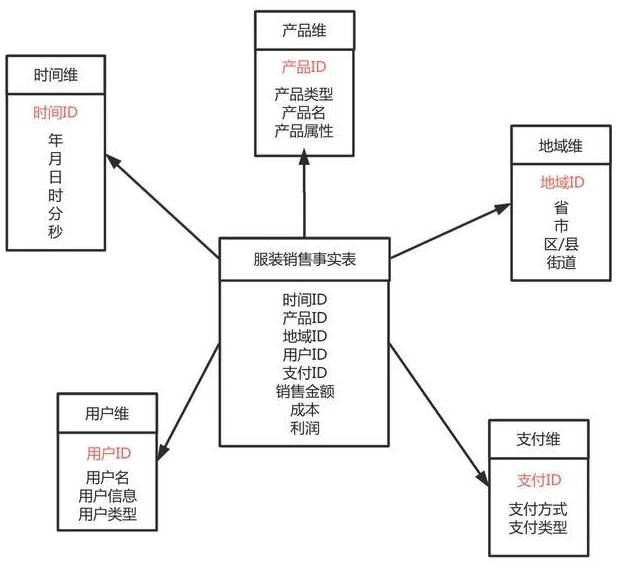 产品维
产品ID
产品类型
产品名
产品属性
时间维
时间ID
年
月
日
时
分
秒
地域维
地域ID
省
市
区/县
街道
服装销售事实表
时间ID
产品ID
地域ID
用户ID
支付ID
销售金额
成本
利润
用户维
用户ID
用户名
用户信息
用户类型
支付维
支付ID
支付方式
支付类型